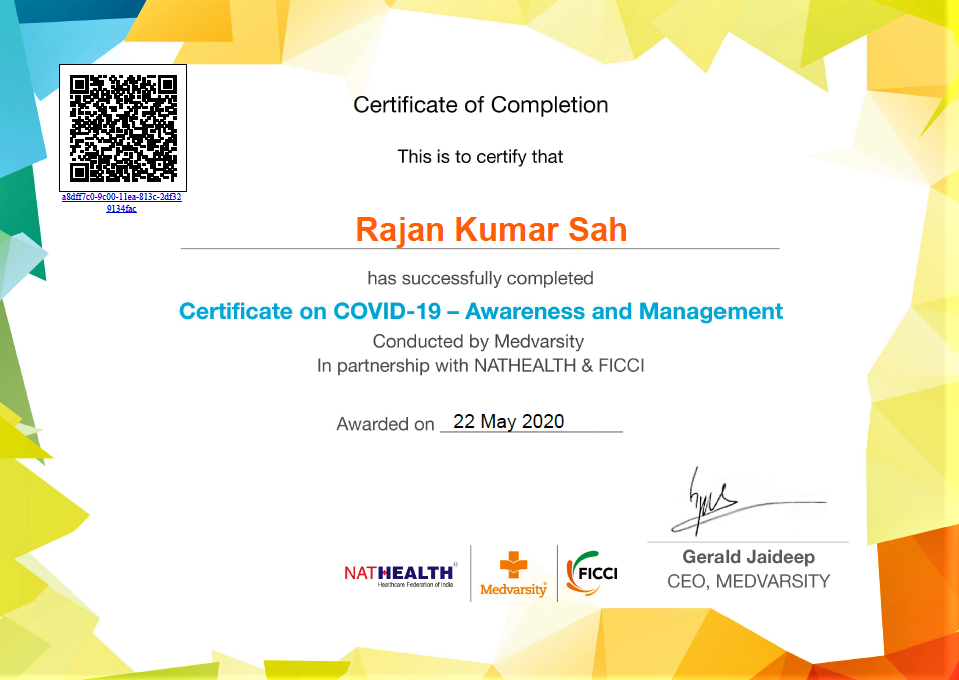 a8dff7c0-9c00-11ea-813c-2df32
9134fac
Certificate of Completion
This is to certify that
Rajan Kumar Sah
has successfully completed
Certificate on COVID-19 – Awareness and Management
Conducted by Medvarsity
In partnership with NATHEALTH & FICCI
Awarded on 22 May 2020
Gerald Jaideep
CEO, MEDVARSITY
NATHEALTH
Healthcare Federation of India
Medvarsity
FICCI